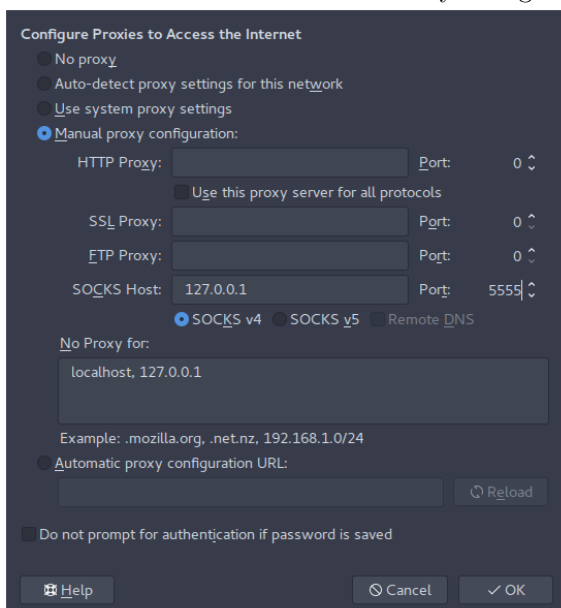 Configure Proxies to Access the Internet
No proxy
Auto-detect proxy settings for this network
Use system proxy settings
Manual proxy configuration:
HTTP Proxy: Port: 0
Use this proxy server for all protocols
SSL Proxy: Port: 0
FTP Proxy: Port: 0
SOCKS Host: 127.0.0.1 Port: 5555
SOCKS v4 SOCKS v5 Remote DNS
No Proxy for:
localhost, 127.0.0.1
Example: .mozilla.org, .net.nz, 192.168.1.0/24
Automatic proxy configuration URL:
Reload
Do not prompt for authentication if password is saved
Help Cancel OK